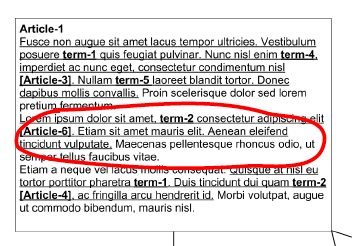 Article-1
Fusce non augue sit amet lacus tempor ultricies. Vestibulum
posuere term-1 quis feugiat pulvinar. Nunc nisl enim term-4,
imperdiet ac nunc eget, consectetur condimentum nisl
[Article-3]. Nullam term-5 laoreet blandit tortor. Donec
dapibus mollis convallis. Proin scelerisque dolor sed lorem
pretium fermentum.
Lorem ipsum dolor sit amet, term-2 consectetur adipiscing elit
[Article-6]. Etiam sit amet mauris elit. Aenean eleifend
tincidunt vulputate. Maecenas pellentesque rhoncus odio, ut
semper tellus faucibus vitae.
Etiam a neque vel lacus mollis consequat. Quisque at nisl eu
tortor porttitor pharetra term-1. Duis tincidunt dui quam term-2
[Article-4], ac fringilla arcu hendrerit id. Morbi volutpat, augue
ut commodo bibendum, mauris nisl.